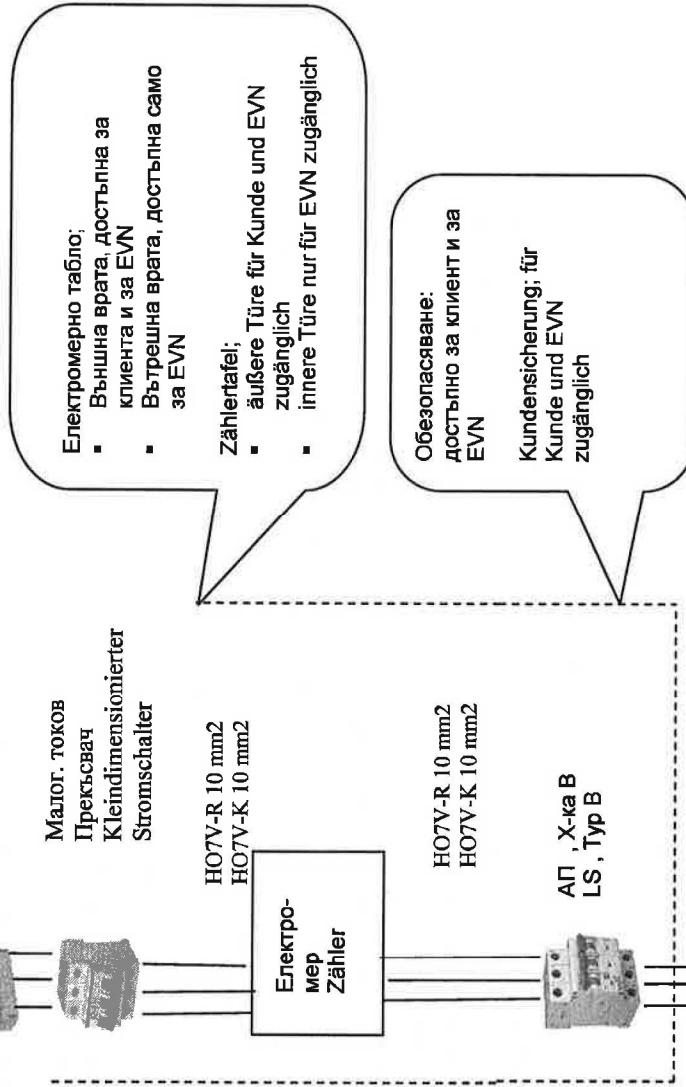 Малог. токов
Прекъсвач
Kleindimensionierter
Stromschalter
HO7V-R 10 mm2
HO7V-K 10 mm2
Електро-
мер
Zähler
HO7V-R 10 mm2
HO7V-K 10 mm2
АП , Х-ка В
LS , Typ B
Електромерно табло;
▪ Външна врата, достъпна за
клиента и за EVN
▪ Вътрешна врата, достъпна само
за EVN
Zählertafel;
▪ äußere Türe für Kunde und EVN
zugänglich
▪ innere Türe nur für EVN zugänglich
Обезопасяване:
достъпно за клиент и за
EVN
Kundensicherung; für
Kunde und EVN
zugänglich